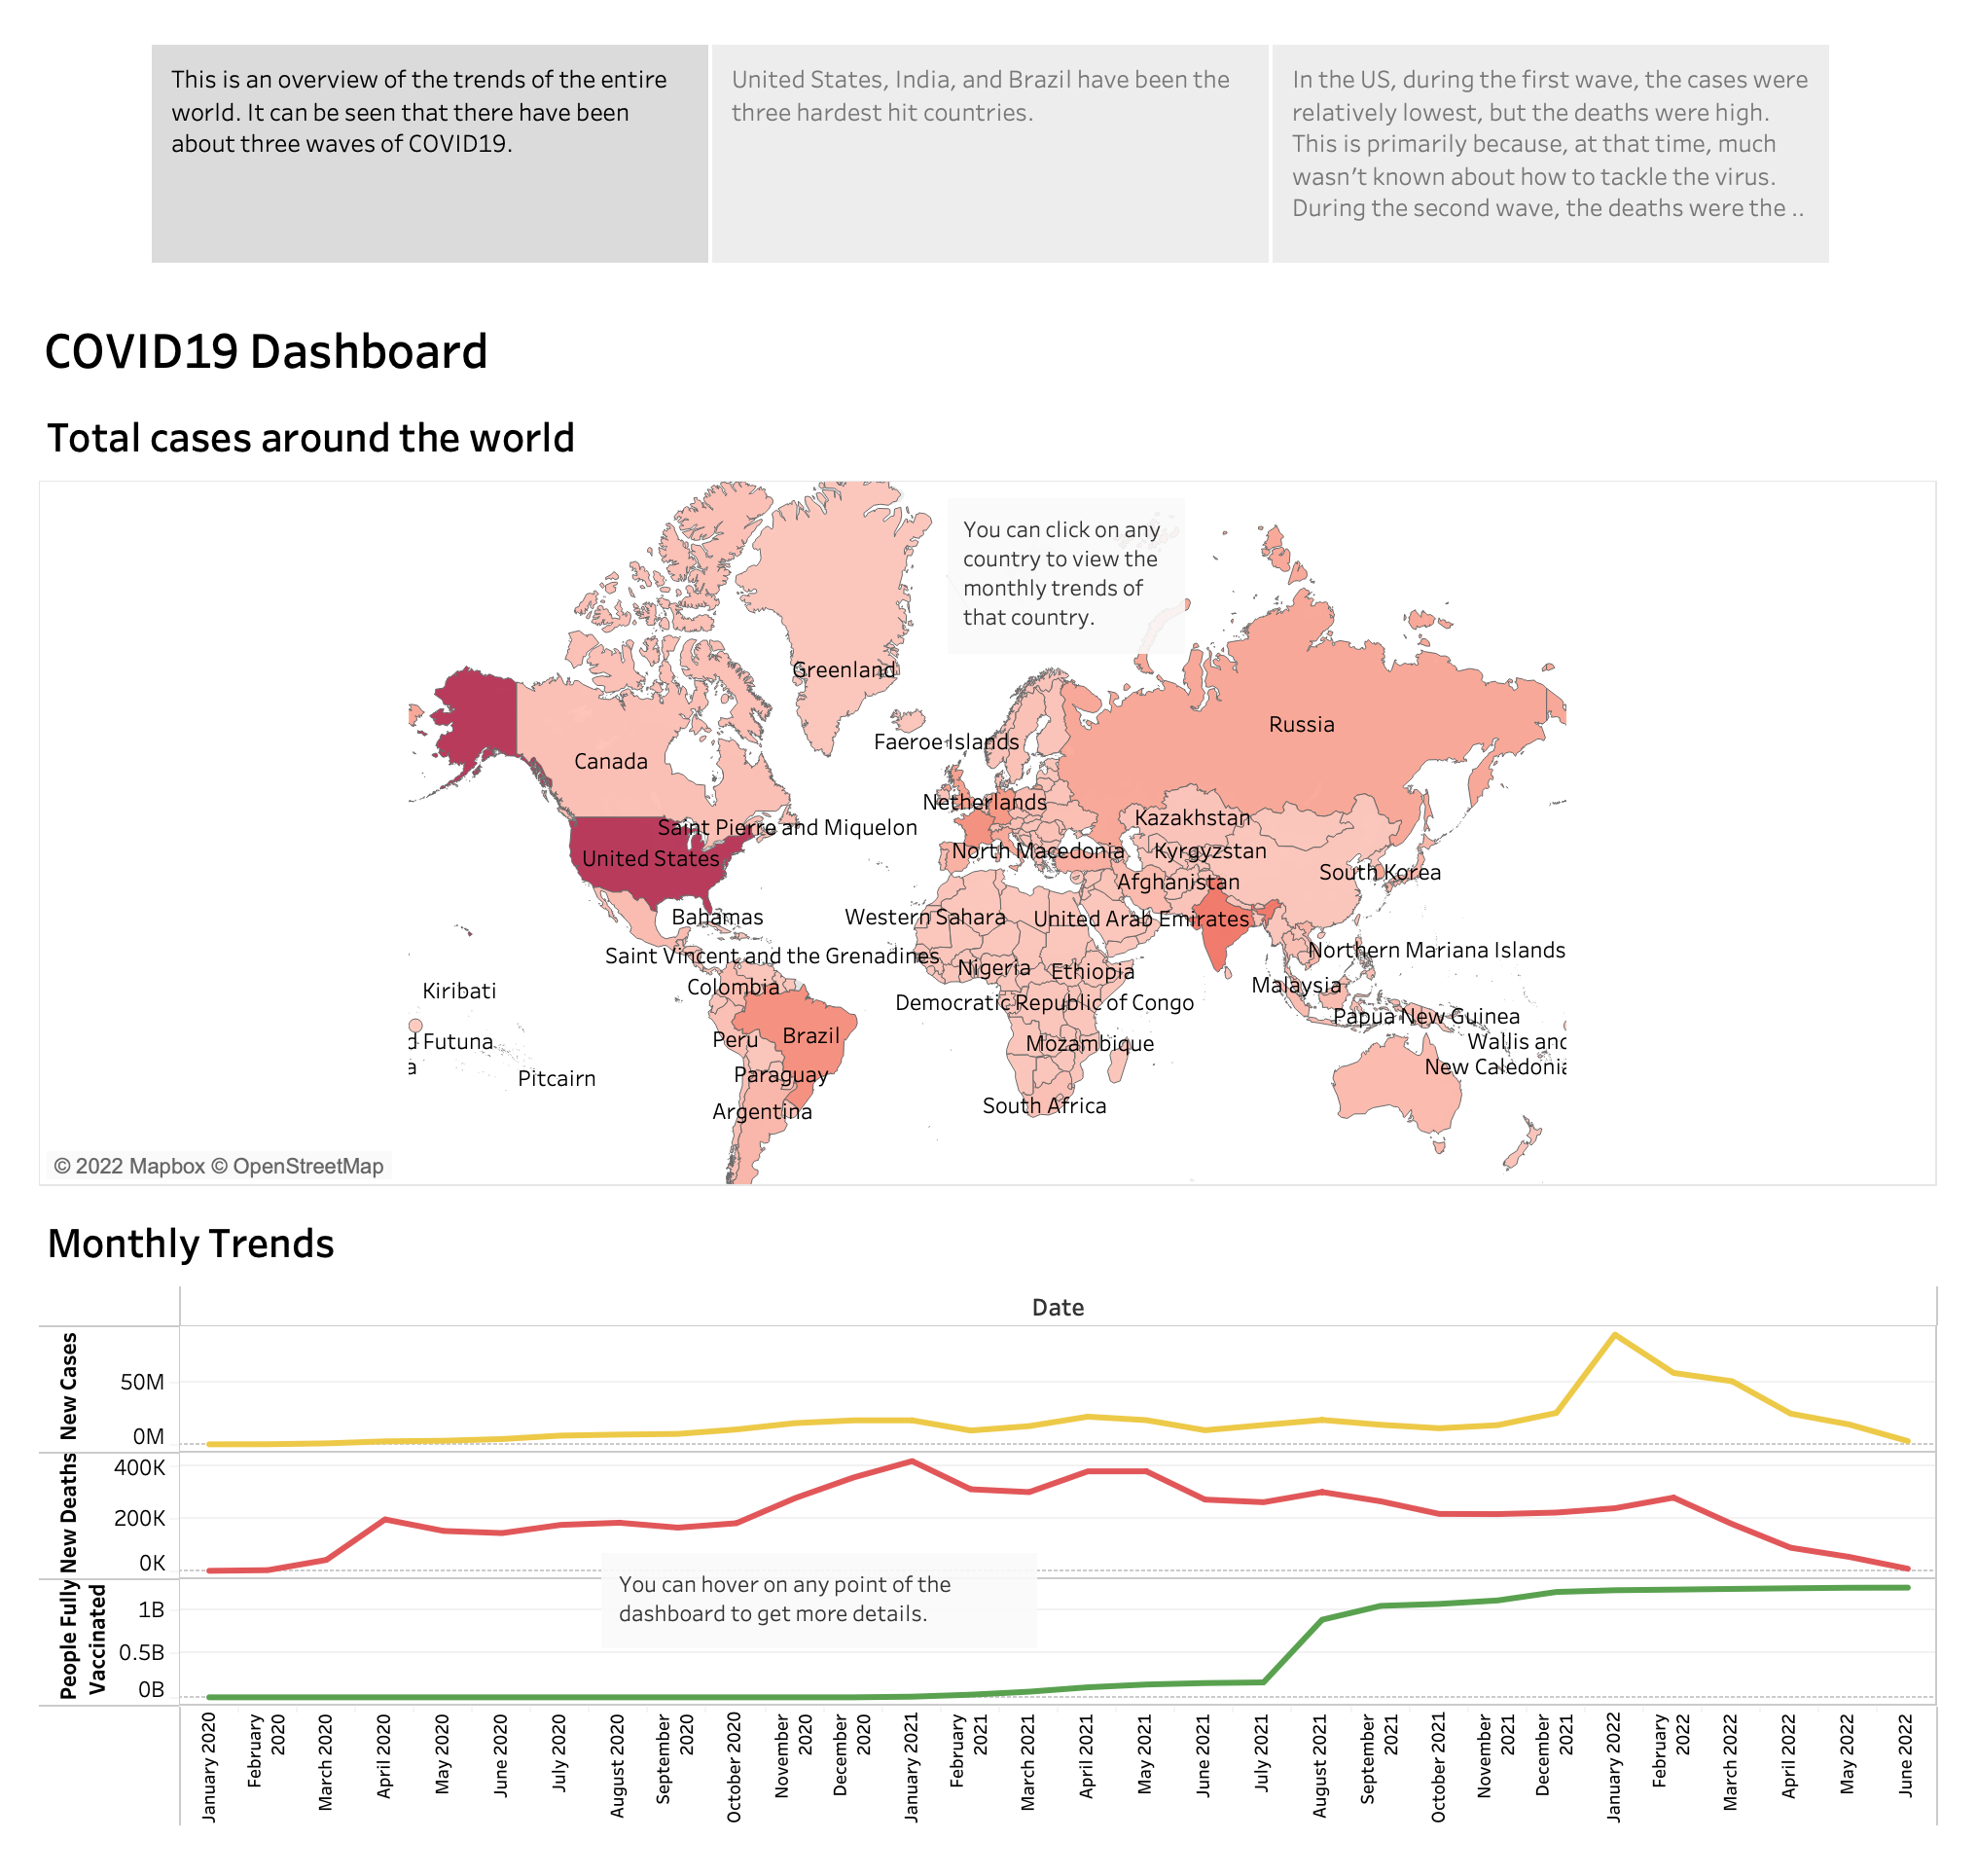 This is an overview of the trends of the entire
world. It can be seen that there have been
about three waves of COVID19.
United States, India, and Brazil have been the
three hardest hit countries.
In the US, during the first wave, the cases were
relatively lowest, but the deaths were high.
This is primarily because, at that time, much
wasn't known about how to tackle the virus.
During the second wave, the deaths were the ..
COVID19 Dashboard
Total cases around the world
You can click on any
country to view the
monthly trends of
that country.
Greenland
Russia
Faeroe Islands
Canada
Netherlands
Kazakhstan
Saint Pierre and Miquelon
North Macedonia
Kyrgyzstan
United States
South Korea
Afghanistan
Bahamas
Western Sahara
United Arab Emirates
Northern Mariana Islands
Saint Vincent and the Grenadines
Nigeria
Ethiopia
Malaysia
Colombia
Kiribati
Democratic Republic of Congo
Papua New Guinea
Brazil
Peru
d Futuna
Mozambique
Wallis and
a
New Caledonia
Paraguay
Pitcairn
South Africa
Argentina
© 2022 Mapbox © OpenStreetMap
Monthly Trends
Date
New Cases
50M
0M
New Deaths
400K
200K
0K
People Fully
Vaccinated
1B
0.5B
0B
You can hover on any point of the
dashboard to get more details.
January 2020
February
2020
March 2020
April 2020
May 2020
June 2020
July 2020
August 2020
September
2020
October 2020
November
2020
December
2020
January 2021
February
2021
March 2021
April 2021
May 2021
June 2021
July 2021
August 2021
September
2021
October 2021
November
2021
December
2021
January 2022
February
2022
March 2022
April 2022
May 2022
June 2022